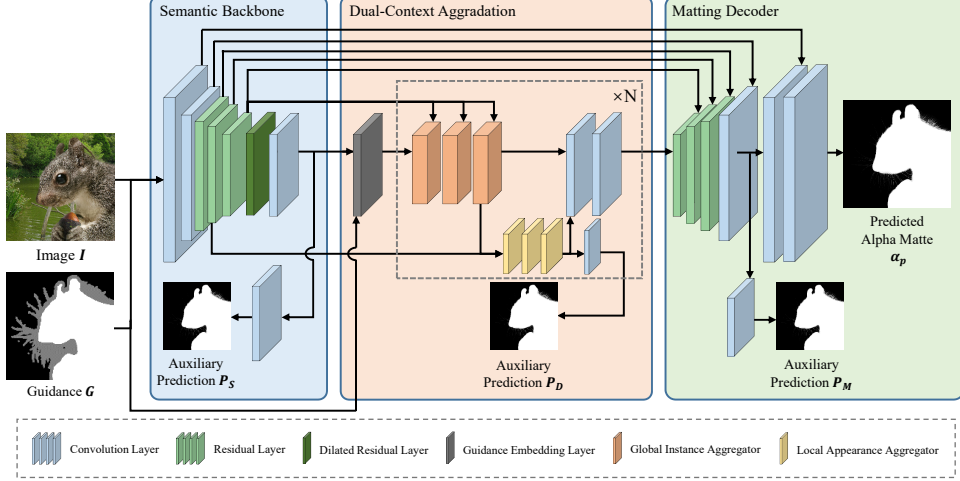 Semantic Backbone
Dual-Context Aggradation
Matting Decoder
×N
Image I
Guidance G
Auxiliary
Prediction P_S
Auxiliary
Prediction P_D
Auxiliary
Prediction P_M
Predicted
Alpha Matte
α_p
Convolution Layer
Residual Layer
Dilated Residual Layer
Guidance Embedding Layer
Global Instance Aggregator
Local Appearance Aggregator